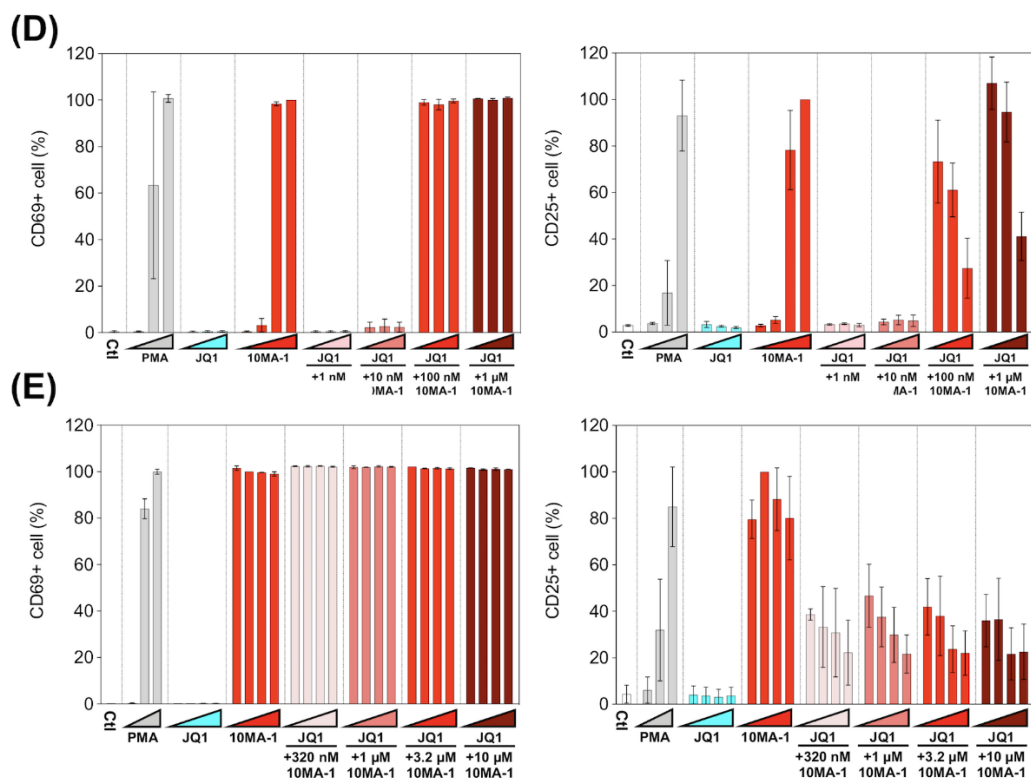 (D)
CD69+ cell (%)
120
100
80
60
40
20
0
Ctl
PMA
JQ1
10MA-1
JQ1
+1 nM
JQ1
+10 nM
JQ1
+100 nM
10MA-1
JQ1
+1 µM
10MA-1
CD25+ cell (%)
120
100
80
60
40
20
0
Ctl
PMA
JQ1
10MA-1
JQ1
+1 nM
JQ1
+10 nM
JQ1
+100 nM
10MA-1
JQ1
+1 µM
10MA-1
(E)
CD69+ cell (%)
120
100
80
60
40
20
0
Ctl
PMA
JQ1
10MA-1
JQ1
+320 nM
10MA-1
JQ1
+1 µM
10MA-1
JQ1
+3.2 µM
10MA-1
JQ1
+10 µM
10MA-1
CD25+ cell (%)
120
100
80
60
40
20
0
Ctl
PMA
JQ1
10MA-1
JQ1
+320 nM
10MA-1
JQ1
+1 µM
10MA-1
JQ1
+3.2 µM
10MA-1
JQ1
+10 µM
10MA-1